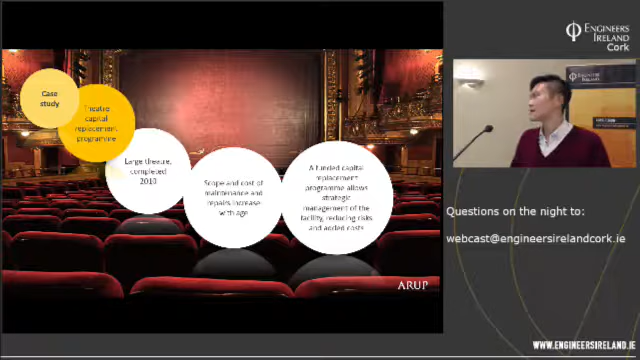 Case
study
Theatre
capital
replacement
programme
Large theatre,
completed
2010
Scope and cost of
maintenance and
repairs increase
with age
A funded capital
replacement
programme allows
strategic
management of the
facility, reducing risks
and added costs
ARUP
ENGINEERS
IRELAND
Cork
Questions on the night to:
webcast@engineersirelandcork.ie
WWW.ENGINEERSIRELAND.IE